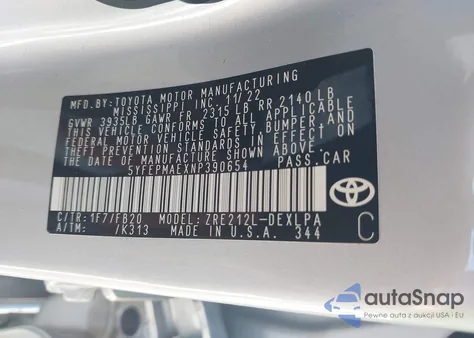 MFD.BY:TOYOTA MOTOR MANUFACTURING
MISSISSIPPI INC. 11/22
GVWR 3935LB GAWR FR 2315LB RR 2140LB
THIS VEHICLE CONFORMS TO ALL APPLICABLE
FEDERAL MOTOR VEHICLE SAFETY, BUMPER, AND
THEFT PREVENTION STANDARDS IN EFFECT ON
THE DATE OF MANUFACTURE SHOWN ABOVE.
5YFEPMAEXNP390654 PASS.CAR
C/TR:1F7/FB20 MODEL: ZRE212L-DEXLPA
A/TM: /K313 MADE IN U.S.A. 344
TOYOTA
C
autaSnap
Pewne auta z aukcji USA i EU